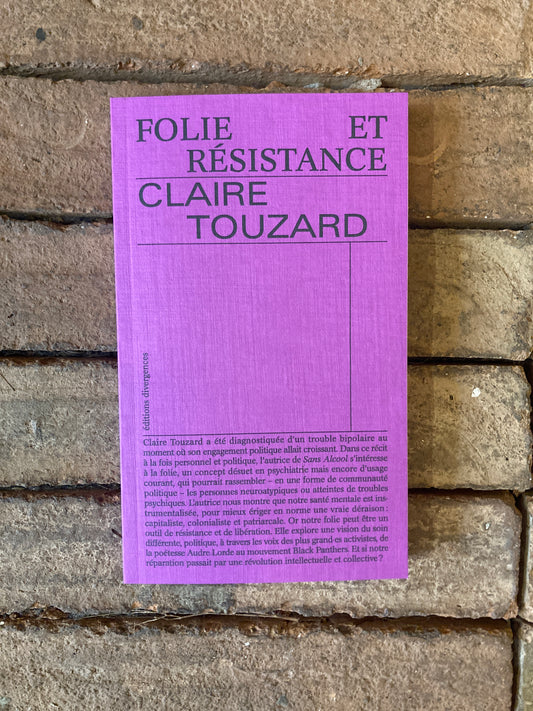 FOLIE ET
RÉSISTANCE
CLAIRE
TOUZARD
éditions divergences
Claire Touzard a été diagnostiquée d'un trouble bipolaire au
moment où son engagement politique allait croissant. Dans ce récit
à la fois personnel et politique, l'autrice de Sans Alcool s'intéresse
à la folie, un concept désuet en psychiatrie mais encore d'usage
courant, qui pourrait rassembler – en une forme de communauté
politique – les personnes neuroatypiques ou atteintes de troubles
psychiques. L'autrice nous montre que notre santé mentale est ins-
trumentalisée, pour mieux ériger en norme une vraie déraison :
capitaliste, colonialiste et patriarcale. Or notre folie peut être un
outil de résistance et de libération. Elle explore une vision du soin
différente, politique, à travers les voix des plus grand·es activistes, de
la poétesse Audre Lorde au mouvement Black Panthers. Et si notre
réparation passait par une révolution intellectuelle et collective ?